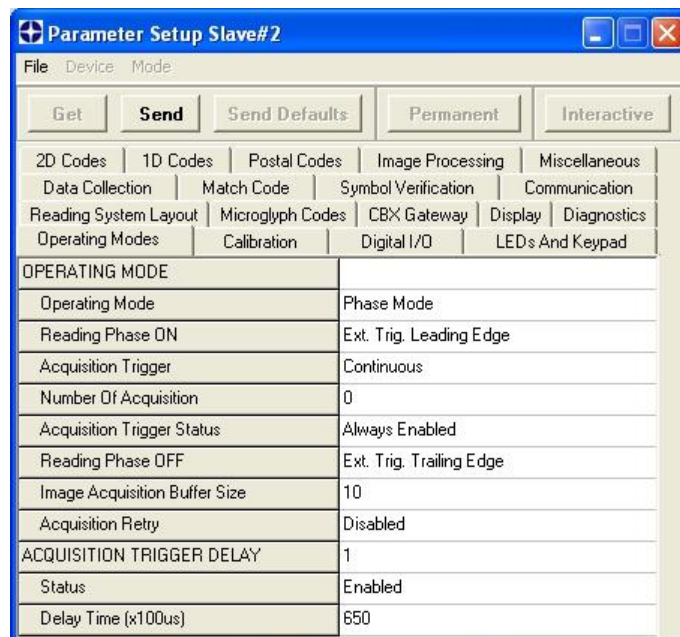 Parameter Setup Slave#2
File Device Mode
Get Send Send Defaults Permanent Interactive
2D Codes 1D Codes Postal Codes Image Processing Miscellaneous
Data Collection Match Code Symbol Verification Communication
Reading System Layout Microglyph Codes CBX Gateway Display Diagnostics
Operating Modes Calibration Digital I/O LEDs And Keypad
OPERATING MODE
Operating Mode Phase Mode
Reading Phase ON Ext. Trig. Leading Edge
Acquisition Trigger Continuous
Number Of Acquisition 0
Acquisition Trigger Status Always Enabled
Reading Phase OFF Ext. Trig. Trailing Edge
Image Acquisition Buffer Size 10
Acquisition Retry Disabled
ACQUISITION TRIGGER DELAY 1
Status Enabled
Delay Time (x100us) 650